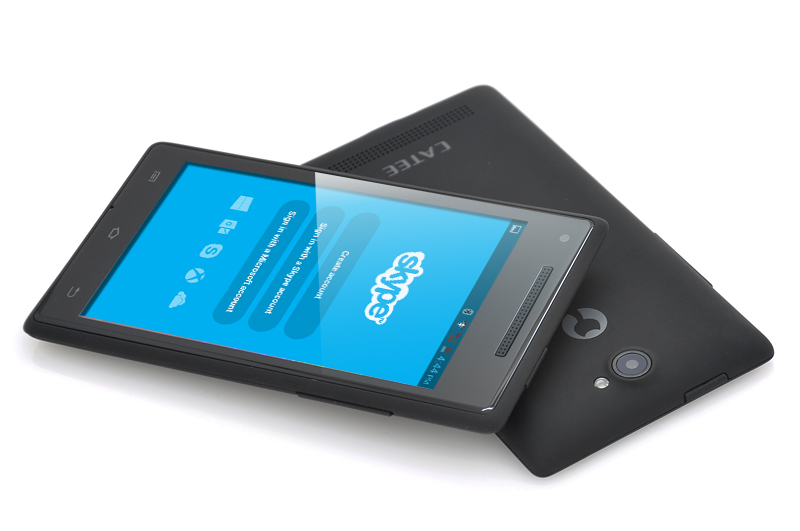 4:44 PM
skype
Create account
Sign in with a Skype account
Sign in with a Microsoft account
CATEE